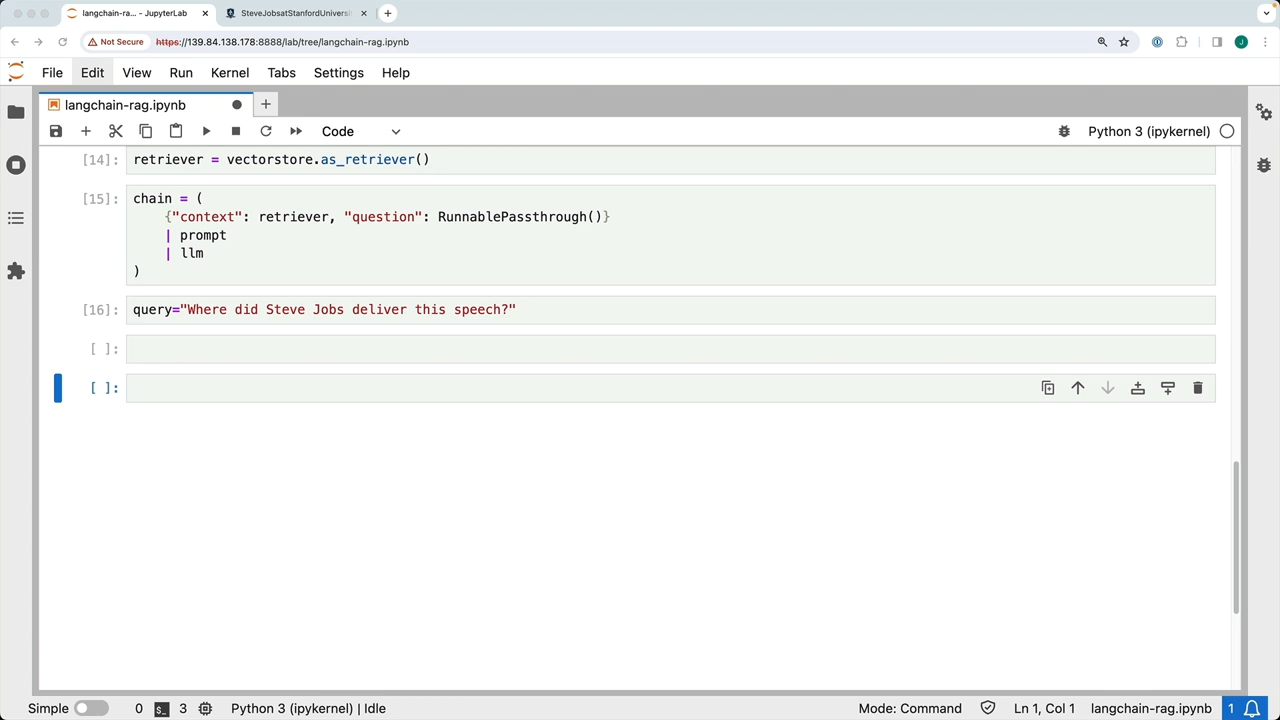 langchain-rag... - JupyterLab
SteveJobsatStanfordUniversi
Not Secure
https://139.84.138.178:8888/lab/tree/langchain-rag.ipynb
J
File Edit View Run Kernel Tabs Settings Help
langchain-rag.ipynb
Code
Python 3 (ipykernel)
[14]: retriever = vectorstore.as_retriever()
[15]: chain = (
{"context": retriever, "question": RunnablePassthrough()}
| prompt
| llm
)
[16]: query="Where did Steve Jobs deliver this speech?"
[ ]:
[ ]:
Simple 0 $_ 3 Python 3 (ipykernel) | Idle Mode: Command Ln 1, Col 1 langchain-rag.ipynb 1